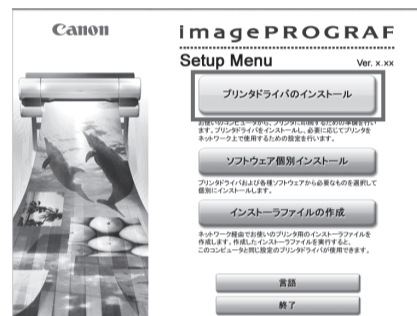 Canon
imagePROGRAF
Setup Menu
Ver. x.xx
プリンタドライバのインストール
お使いのコンピュータから、プリンタに印刷するための準備を行い
ます。プリンタドライバをインストールし、必要に応じてプリンタを
ネットワーク上で使用するための設定を行います。
ソフトウェア個別インストール
プリンタドライバおよび各種ソフトウェアから必要なものを選択して
個別にインストールします。
インストーラファイルの作成
ネットワーク経由でお使いのプリンタ用のインストーラファイルを
作成します。作成したインストーラファイルを実行すると、
このコンピュータと同じ設定のプリンタドライバが使用できます。
言語
終了